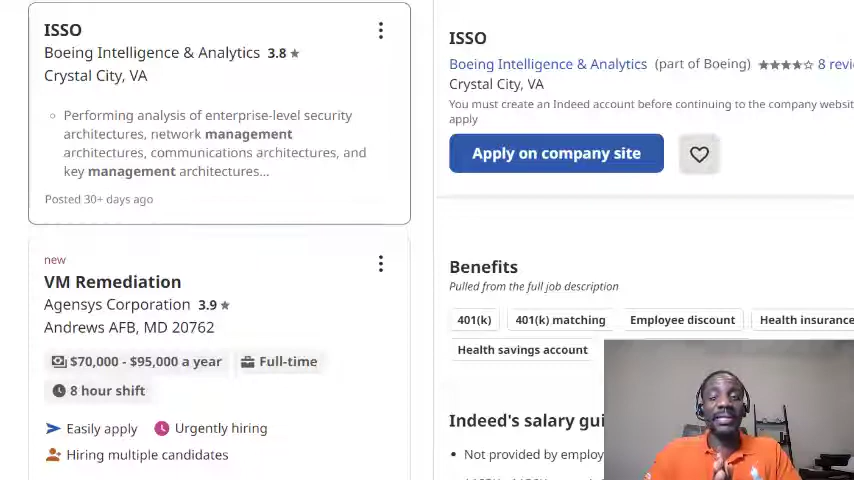 ISSO
Boeing Intelligence & Analytics 3.8
Crystal City, VA
Performing analysis of enterprise-level security
architectures, network management
architectures, communications architectures, and
key management architectures...
Posted 30+ days ago
new
VM Remediation
Agensys Corporation 3.9
Andrews AFB, MD 20762
$70,000 - $95,000 a year Full-time
8 hour shift
Easily apply Urgently hiring
Hiring multiple candidates
ISSO
Boeing Intelligence & Analytics (part of Boeing) 8 revi
Crystal City, VA
You must create an Indeed account before continuing to the company websit
apply
Apply on company site
Benefits
Pulled from the full job description
401(k) 401(k) matching Employee discount Health insurance
Health savings account
Indeed's salary gui
Not provided by employ